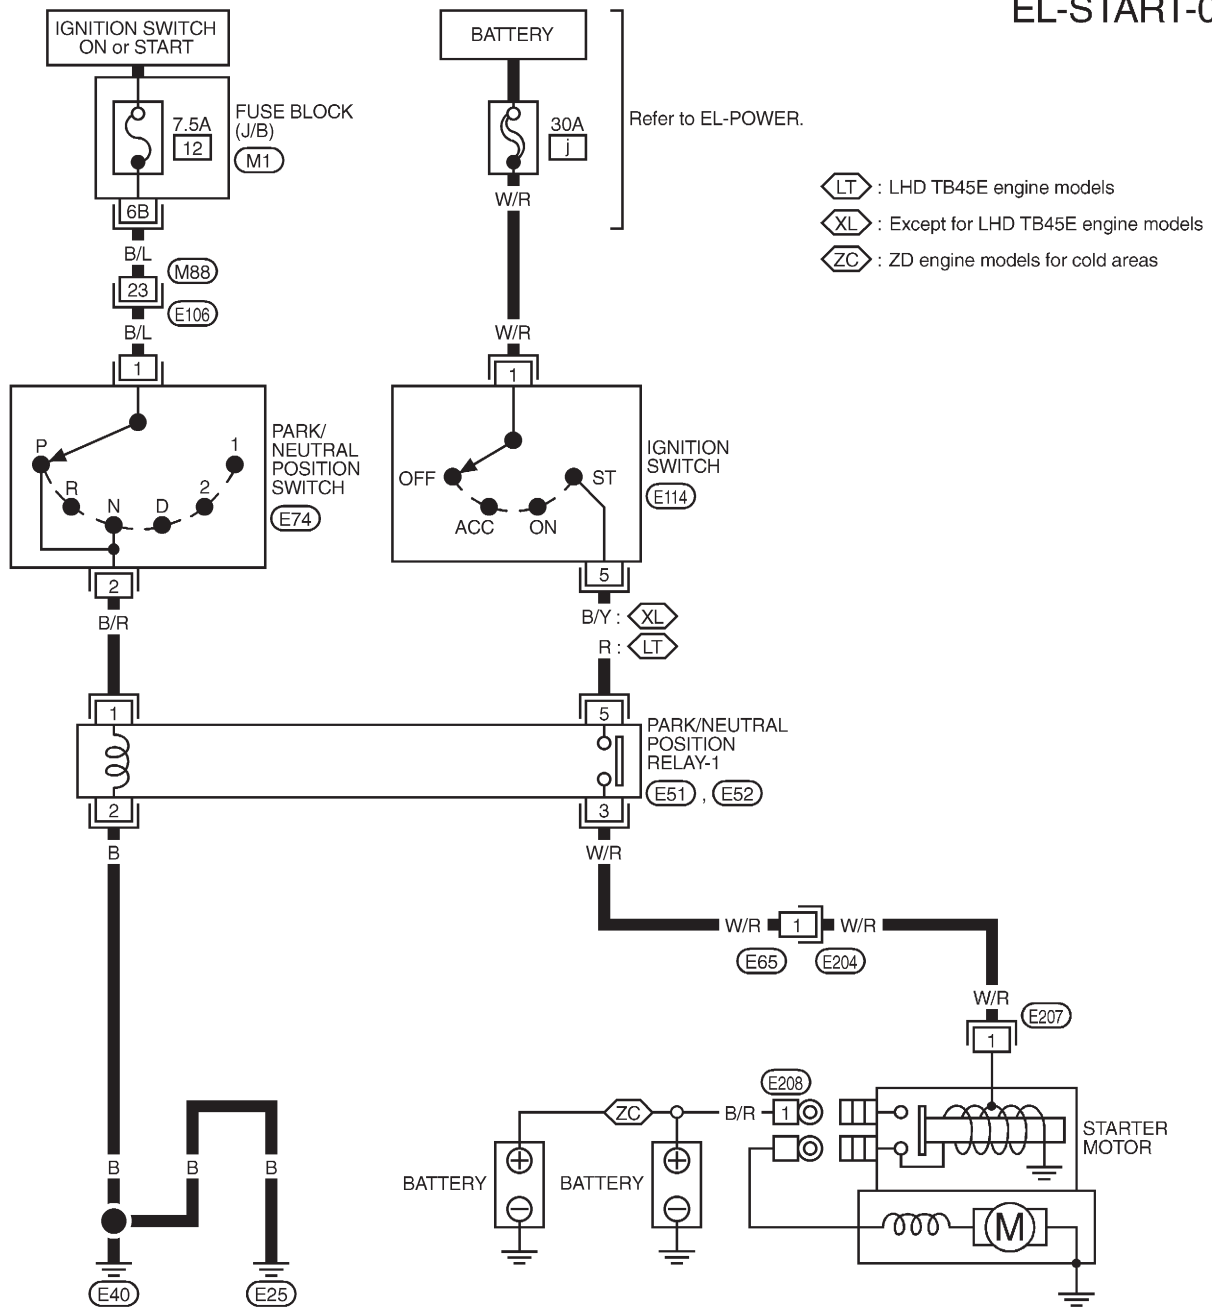 EL-START-0
IGNITION SWITCH
ON or START
BATTERY
FUSE BLOCK
(J/B)
M1
7.5A
12
30A
j
Refer to EL-POWER.
6B
W/R
LT : LHD TB45E engine models
XL : Except for LHD TB45E engine models
ZC : ZD engine models for cold areas
B/L
M88
23
E106
B/L
W/R
1
1
P
R
N
D
2
1
PARK/
NEUTRAL
POSITION
SWITCH
E74
OFF
ACC
ON
ST
IGNITION
SWITCH
E114
2
5
B/R
B/Y : XL
R : LT
1
5
PARK/NEUTRAL
POSITION
RELAY-1
E51 , E52
2
3
B
W/R
W/R 1 W/R
E65
E204
W/R
E207
1
E208
ZC
B/R
1
STARTER
MOTOR
B
B
B
BATTERY
BATTERY
M
E40
E25